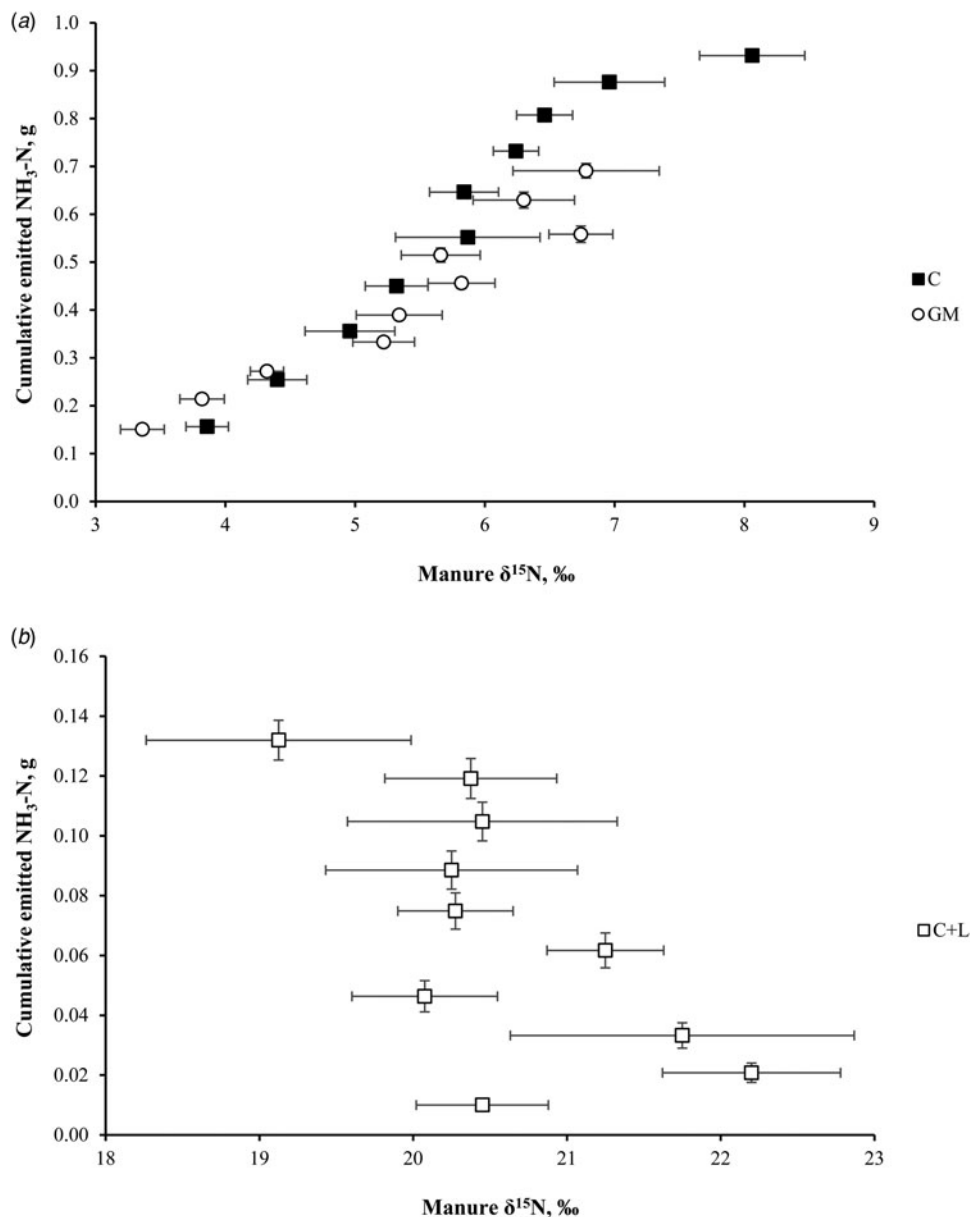 (a)
1.0
0.9
0.8
0.7
0.6
0.5
0.4
0.3
0.2
0.1
0.0
Cumulative emitted NH₃-N, g
3 4 5 6 7 8 9
Manure δ¹⁵N, ‰
C
GM
(b)
0.16
0.14
0.12
0.10
0.08
0.06
0.04
0.02
0.00
Cumulative emitted NH₃-N, g
18 19 20 21 22 23
Manure δ¹⁵N, ‰
C+L